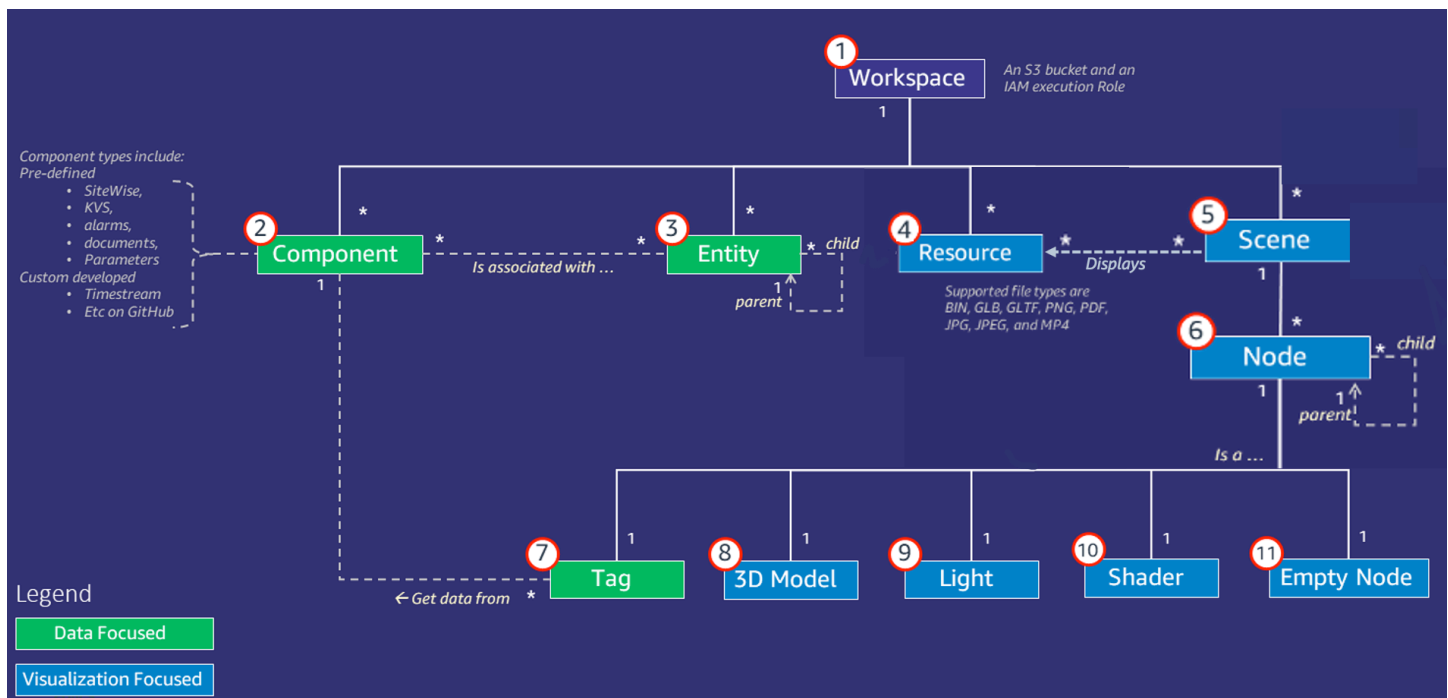 1
Workspace
An S3 bucket and an
IAM execution Role
1
Component types include:
Pre-defined
• SiteWise,
• KVS,
• alarms,
• documents,
• Parameters
Custom developed
• Timestream
• Etc on GitHub
*
2
Component
1
*
Is associated with ...
*
*
3
Entity
* child
1
parent
*
4
Resource
Supported file types are
BIN, GLB, GLTF, PNG, PDF,
JPG, JPEG, and MP4
*
Displays
*
*
5
Scene
1
*
6
Node
* child
1
parent
1
Is a ...
1
7
Tag
← Get data from *
1
8
3D Model
1
9
Light
1
10
Shader
1
11
Empty Node
Legend
Data Focused
Visualization Focused